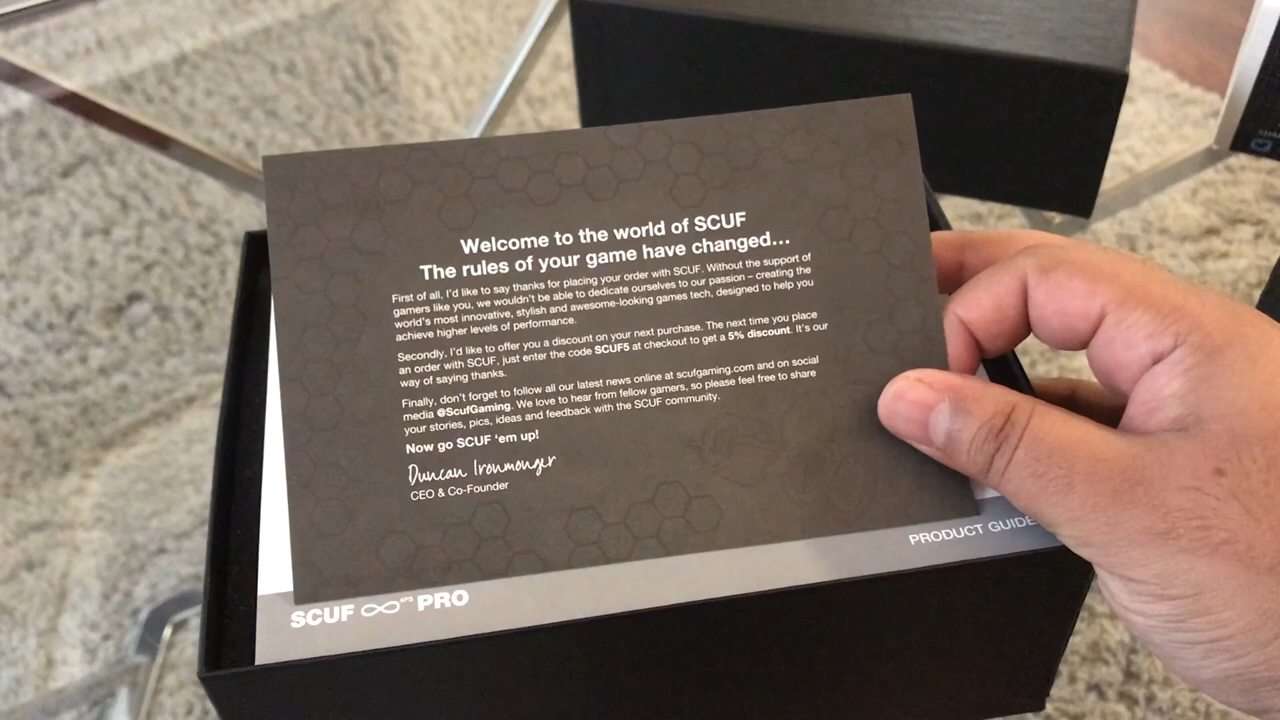 Welcome to the world of SCUF
The rules of your game have changed...
First of all, I'd like to say thanks for placing your order with SCUF. Without the support of
gamers like you, we wouldn't be able to dedicate ourselves to our passion – creating the
world's most innovative, stylish and awesome-looking games tech, designed to help you
achieve higher levels of performance.
Secondly, I'd like to offer you a discount on your next purchase. The next time you place
an order with SCUF, just enter the code SCUF5 at checkout to get a 5% discount. It's our
way of saying thanks.
Finally, don't forget to follow all our latest news online at scufgaming.com and on social
media @ScufGaming. We love to hear from fellow gamers, so please feel free to share
your stories, pics, ideas and feedback with the SCUF community.
Now go SCUF 'em up!
Duncan Ironmonger
CEO & Co-Founder
PRODUCT GUIDE
SCUF ∞ 4PS PRO